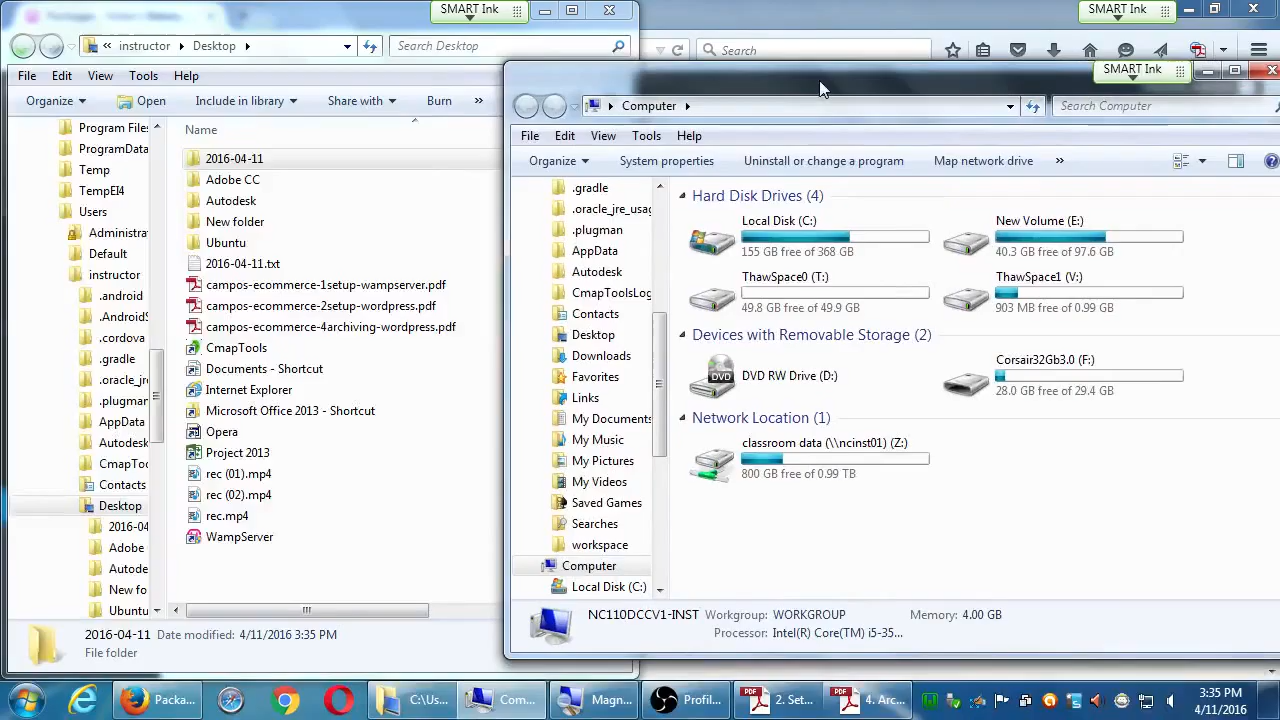 SMART Ink
SMART Ink
instructor
Desktop
Search Desktop
Search
SMART Ink
File Edit View Tools Help
Organize Open Include in library Share with Burn »
Computer
Search Computer
File Edit View Tools Help
Organize System properties Uninstall or change a program Map network drive »
Program Files
ProgramData
Temp
TempEI4
Users
Administra
Default
instructor
.android
.AndroidS
.cordova
.gradle
.oracle_jr
.plugman
AppData
Autodesk
CmapToo
Contacts
Desktop
2016-04
Adobe
Autode
New fo
Ubuntu
Name
2016-04-11
Adobe CC
Autodesk
New folder
Ubuntu
2016-04-11.txt
campos-ecommerce-1setup-wampserver.pdf
campos-ecommerce-2setup-wordpress.pdf
campos-ecommerce-4archiving-wordpress.pdf
CmapTools
Documents - Shortcut
Internet Explorer
Microsoft Office 2013 - Shortcut
Opera
Project 2013
rec (01).mp4
rec (02).mp4
rec.mp4
WampServer
2016-04-11 Date modified: 4/11/2016 3:35 PM
File folder
.gradle
.oracle_jre_usag
.plugman
AppData
Autodesk
CmapToolsLog
Contacts
Desktop
Downloads
Favorites
Links
My Documents
My Music
My Pictures
My Videos
Saved Games
Searches
workspace
Computer
Local Disk (C:)
Hard Disk Drives (4)
Local Disk (C:)
155 GB free of 368 GB
New Volume (E:)
40.3 GB free of 97.6 GB
ThawSpace0 (T:)
49.8 GB free of 49.9 GB
ThawSpace1 (V:)
903 MB free of 0.99 GB
Devices with Removable Storage (2)
DVD
DVD RW Drive (D:)
Corsair32Gb3.0 (F:)
28.0 GB free of 29.4 GB
Network Location (1)
classroom data (\\ncinst01) (Z:)
800 GB free of 0.99 TB
NC110DCCV1-INST Workgroup: WORKGROUP Memory: 4.00 GB
Processor: Intel(R) Core(TM) i5-35...
Packa...
C:\Us...
Com...
Magn...
Profil...
PDF
2. Set...
PDF
4. Arc...
3:35 PM
4/11/2016